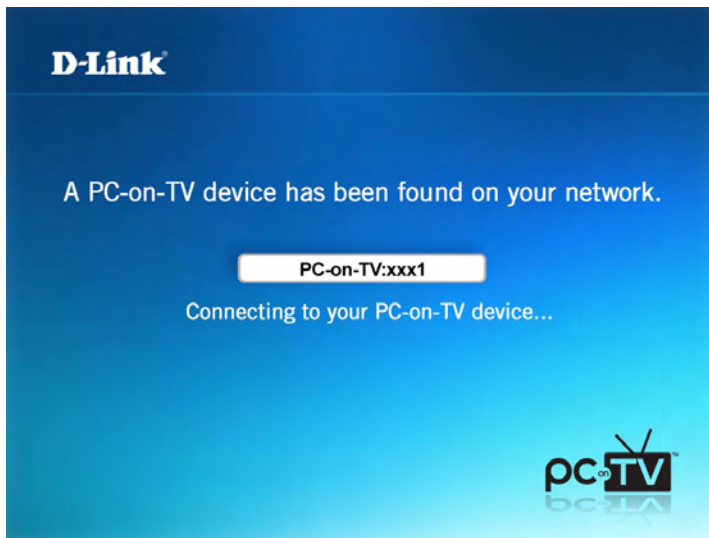 D-Link
A PC-on-TV device has been found on your network.
PC-on-TV:xxx1
Connecting to your PC-on-TV device...
PC on TV™